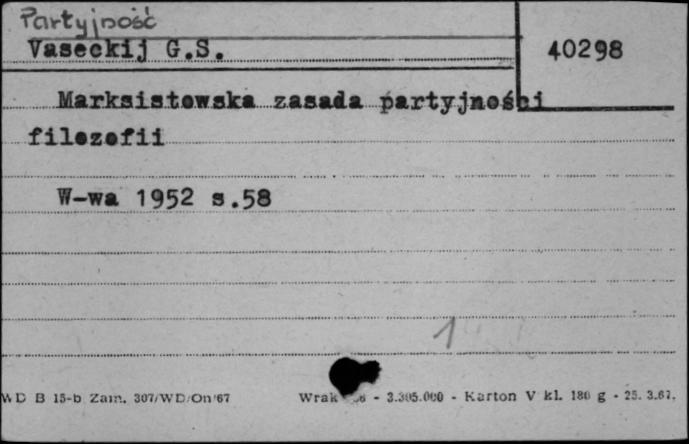 Partyjność
Vaseckij G.S.
40298
Marksistowska zasada partyjności
filozofii
W-wa 1952 s.58
1
WD B 15-b Zam. 307/WD/On/67
Wrak - 3.305.000 - Karton V kl. 180 g - 25. 3.67.